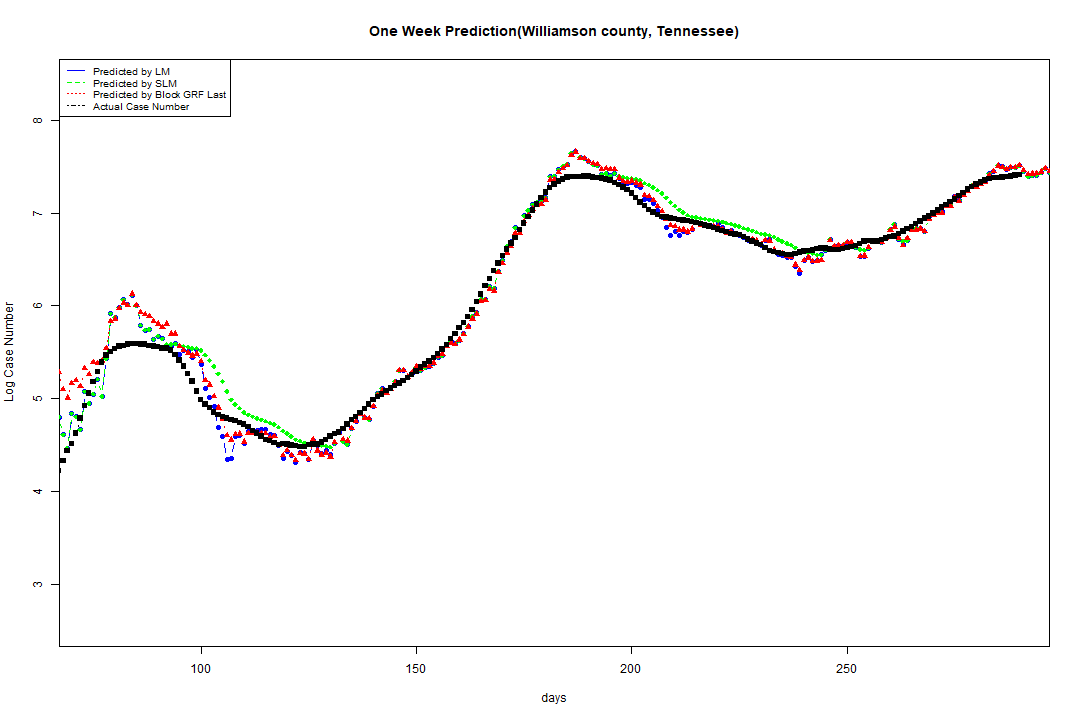 One Week Prediction(Williamson county, Tennessee)
Predicted by LM
Predicted by SLM
Predicted by Block GRF Last
Actual Case Number
8
7
6
5
4
3
Log Case Number
100 150 200 250
days